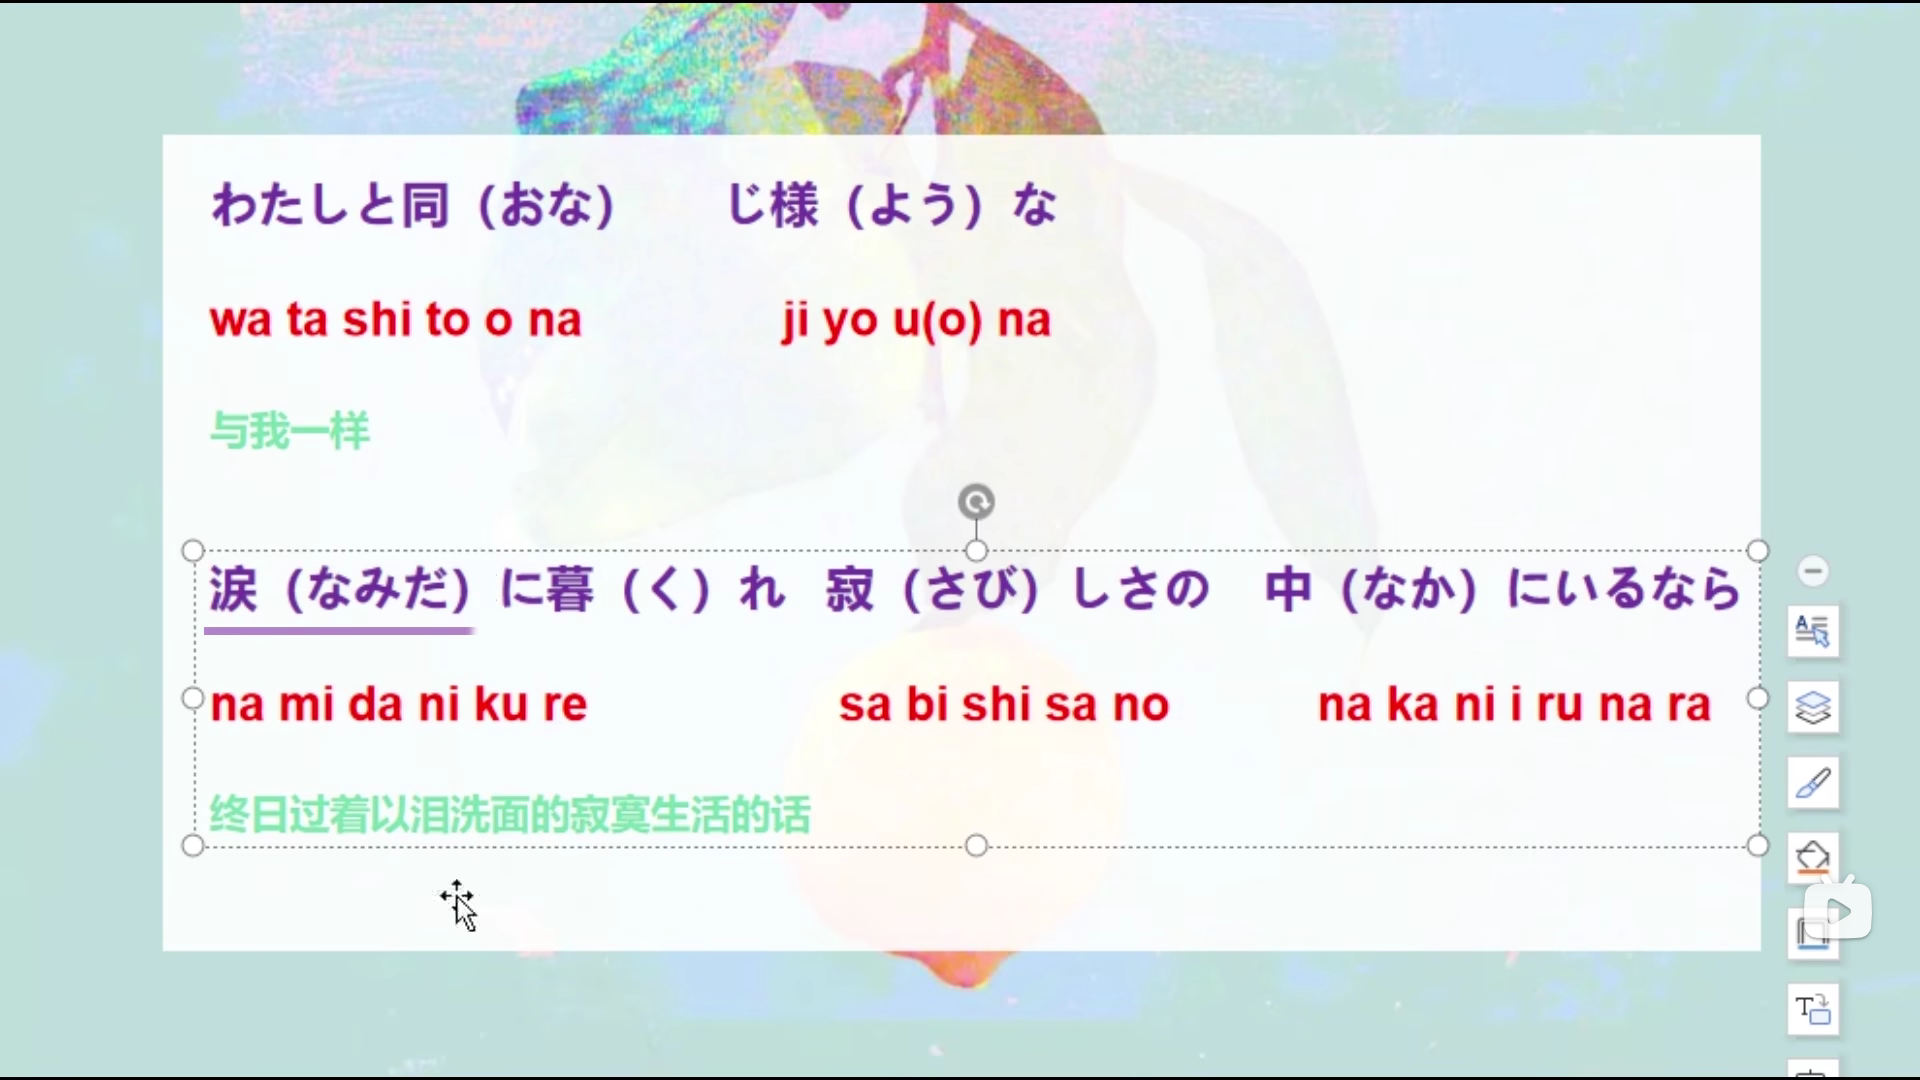 わたしと同（おな）　　じ様（よう）な
wa ta shi to o na ji yo u(o) na
与我一样
涙（なみだ）に暮（く）れ 寂（さび）しさの 中（なか）にいるなら
na mi da ni ku re sa bi shi sa no na ka ni i ru na ra
终日过着以泪洗面的寂寞生活的话